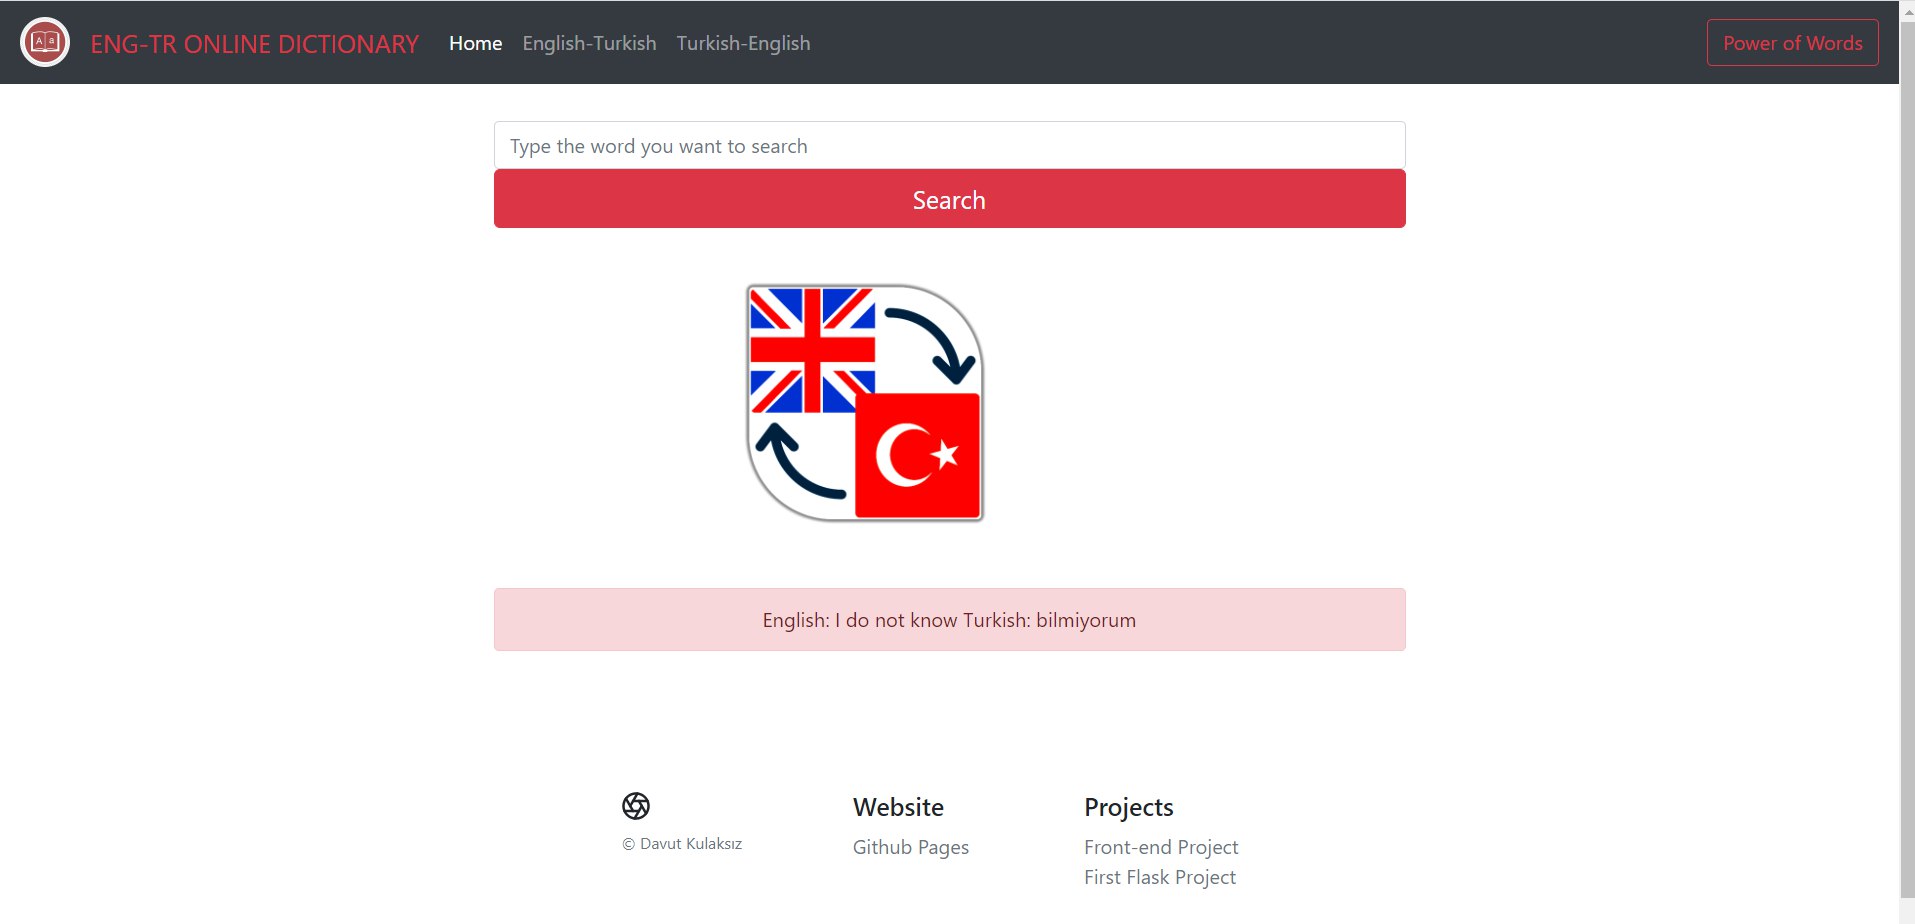 A a
ENG-TR ONLINE DICTIONARY
Home
English-Turkish
Turkish-English
Power of Words
Type the word you want to search
Search
English: I do not know Turkish: bilmiyorum
© Davut Kulaksız
Website
Github Pages
Projects
Front-end Project
First Flask Project